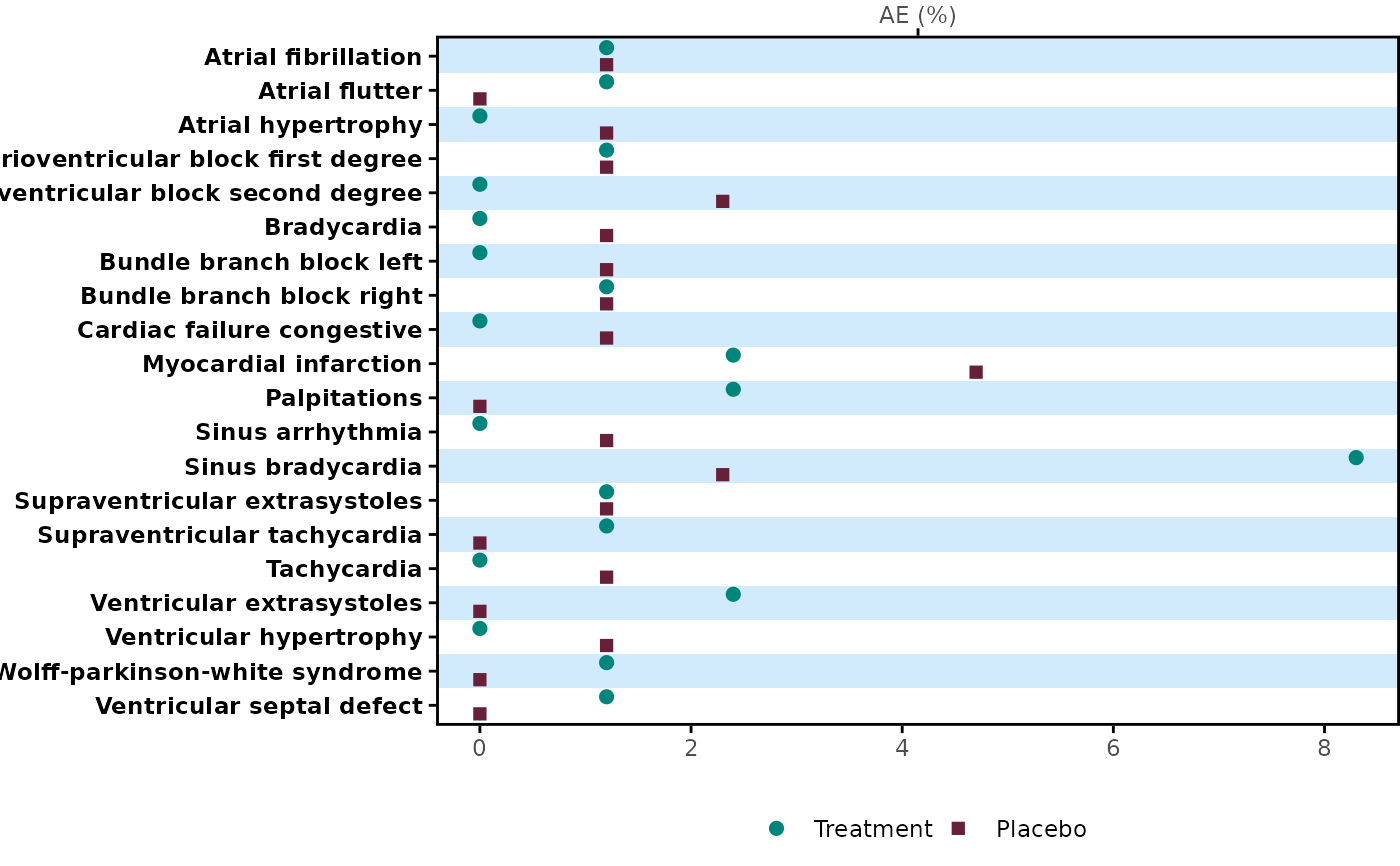 AE (%)
Atrial fibrillation
Atrial flutter
Atrial hypertrophy
rioventricular block first degree
ventricular block second degree
Bradycardia
Bundle branch block left
Bundle branch block right
Cardiac failure congestive
Myocardial infarction
Palpitations
Sinus arrhythmia
Sinus bradycardia
Supraventricular extrasystoles
Supraventricular tachycardia
Tachycardia
Ventricular extrasystoles
Ventricular hypertrophy
Wolff-parkinson-white syndrome
Ventricular septal defect
0 2 4 6 8
Treatment Placebo